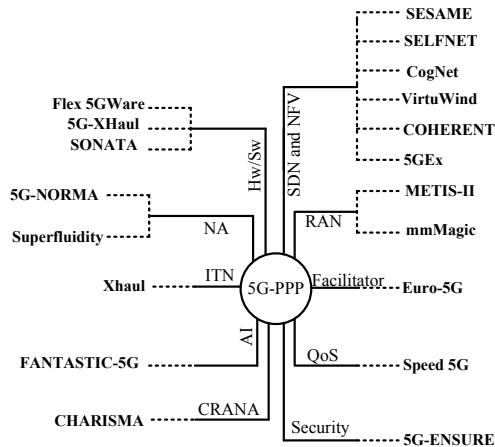 SESAME
SELFNET
CogNet
VirtuWind
COHERENT
5GEx
SDN and NFV
Flex 5GWare
5G-XHaul
SONATA
Hw/Sw
5G-NORMA
Superfluidity
NA
METIS-II
mmMagic
RAN
Xhaul
ITN
5G-PPP
Facilitator
Euro-5G
AI
FANTASTIC-5G
QoS
Speed 5G
CHARISMA
CRANA
Security
5G-ENSURE